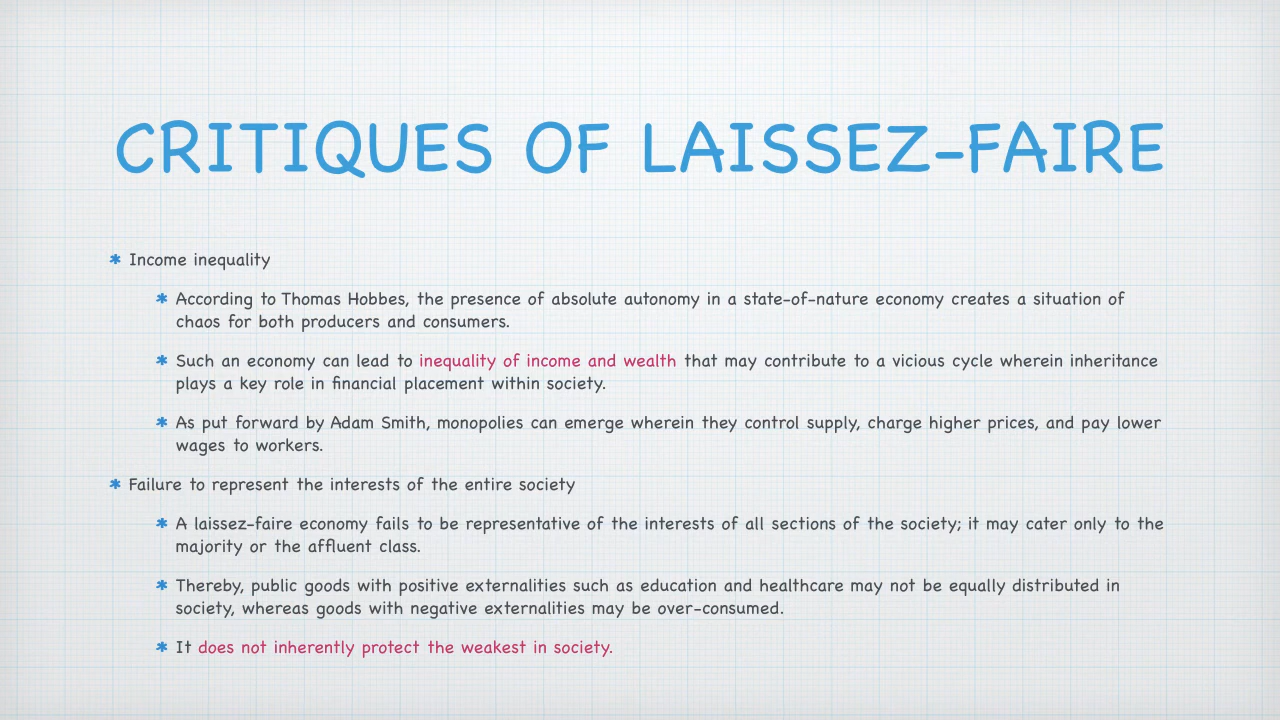 CRITIQUES OF LAISSEZ-FAIRE
* Income inequality
* According to Thomas Hobbes, the presence of absolute autonomy in a state-of-nature economy creates a situation of
chaos for both producers and consumers.
* Such an economy can lead to inequality of income and wealth that may contribute to a vicious cycle wherein inheritance
plays a key role in financial placement within society.
* As put forward by Adam Smith, monopolies can emerge wherein they control supply, charge higher prices, and pay lower
wages to workers.
* Failure to represent the interests of the entire society
* A laissez-faire economy fails to be representative of the interests of all sections of the society; it may cater only to the
majority or the affluent class.
* Thereby, public goods with positive externalities such as education and healthcare may not be equally distributed in
society, whereas goods with negative externalities may be over-consumed.
* It does not inherently protect the weakest in society.